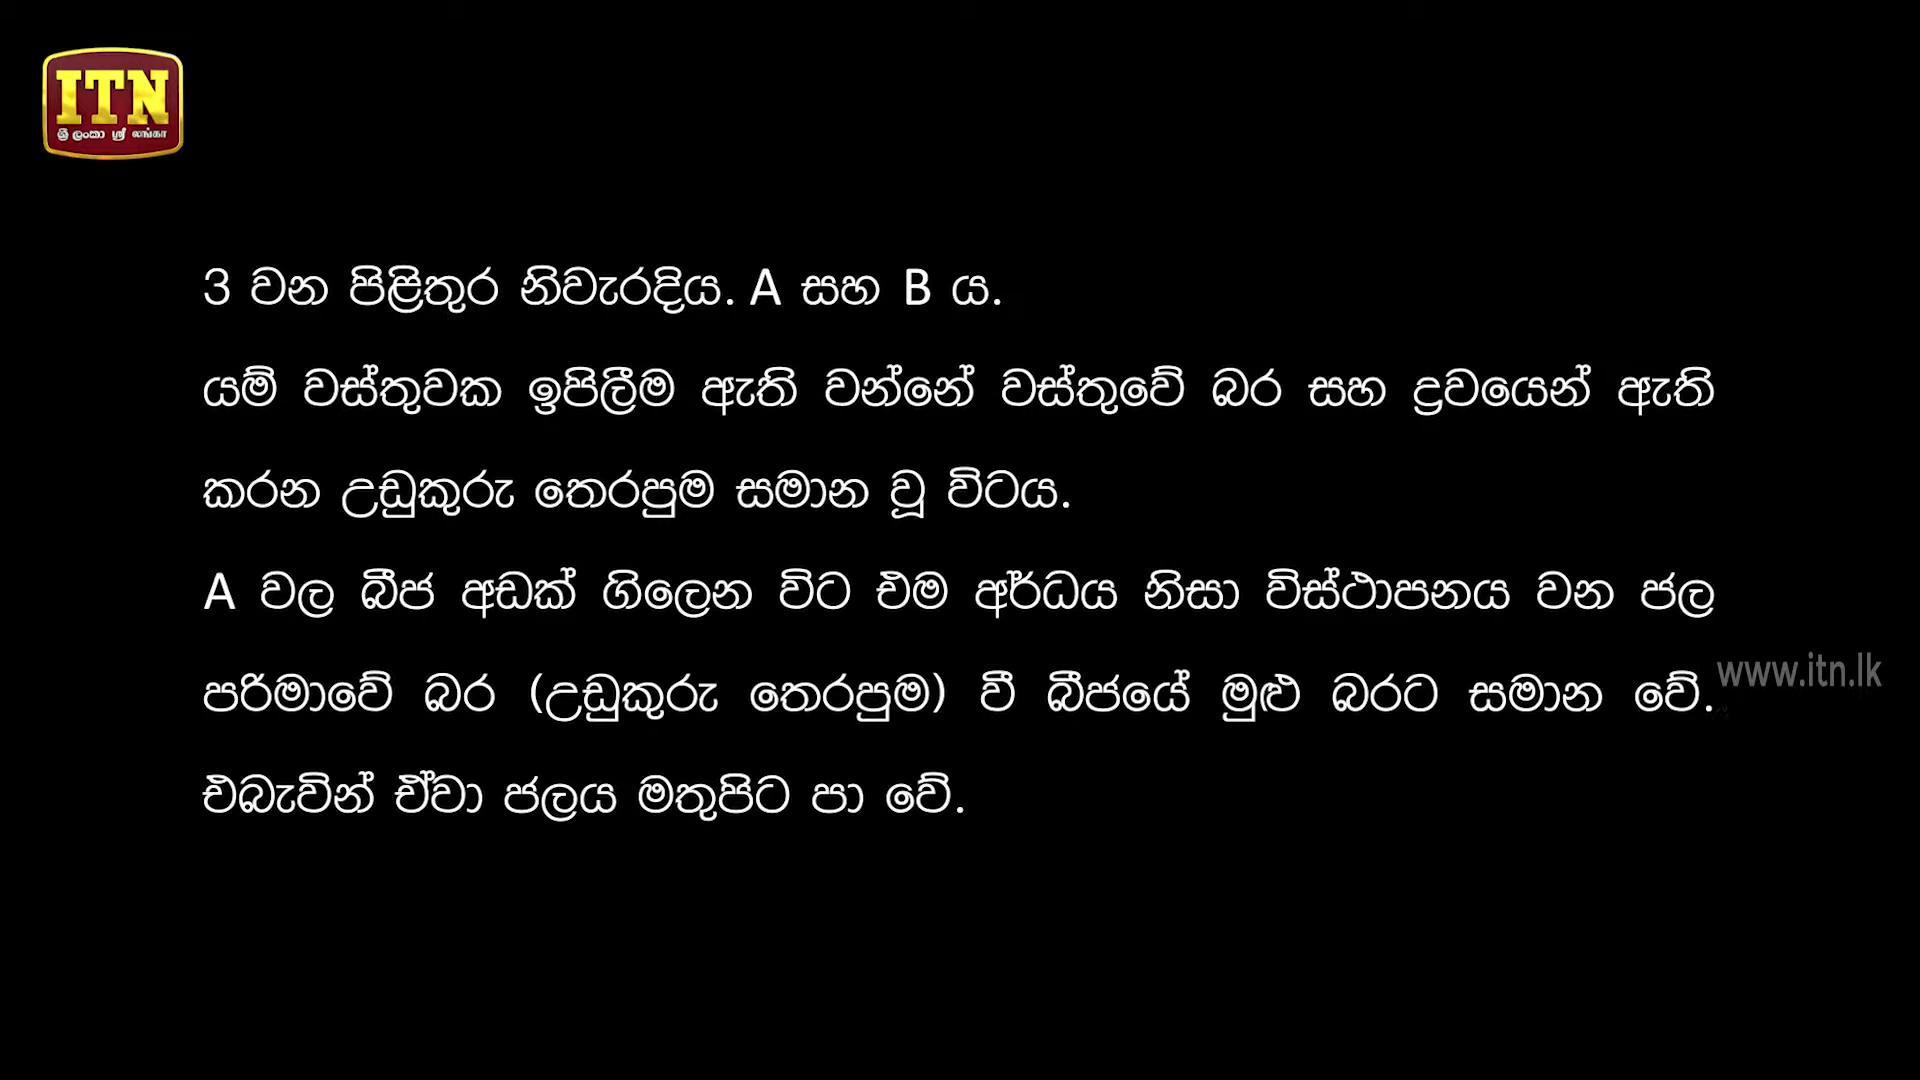 ITN
ශ්‍රී ලංකා ஸ்ரீ லங்கா
3 වන පිළිතුර නිවැරදිය. A සහ B ය.
යම් වස්තුවක ඉපිලීම ඇති වන්නේ වස්තුවේ බර සහ ද්‍රවයෙන් ඇති
කරන උඩුකුරු තෙරපුම සමාන වූ විටය.
A වල බීජ අඩක් ගිලෙන විට එම අර්ධය නිසා විස්ථාපනය වන ජල
පරිමාවේ බර (උඩුකුරු තෙරපුම) වී බීජයේ මුළු බරට සමාන වේ.
www.itn.lk
එබැවින් ඒවා ජලය මතුපිට පා වේ.